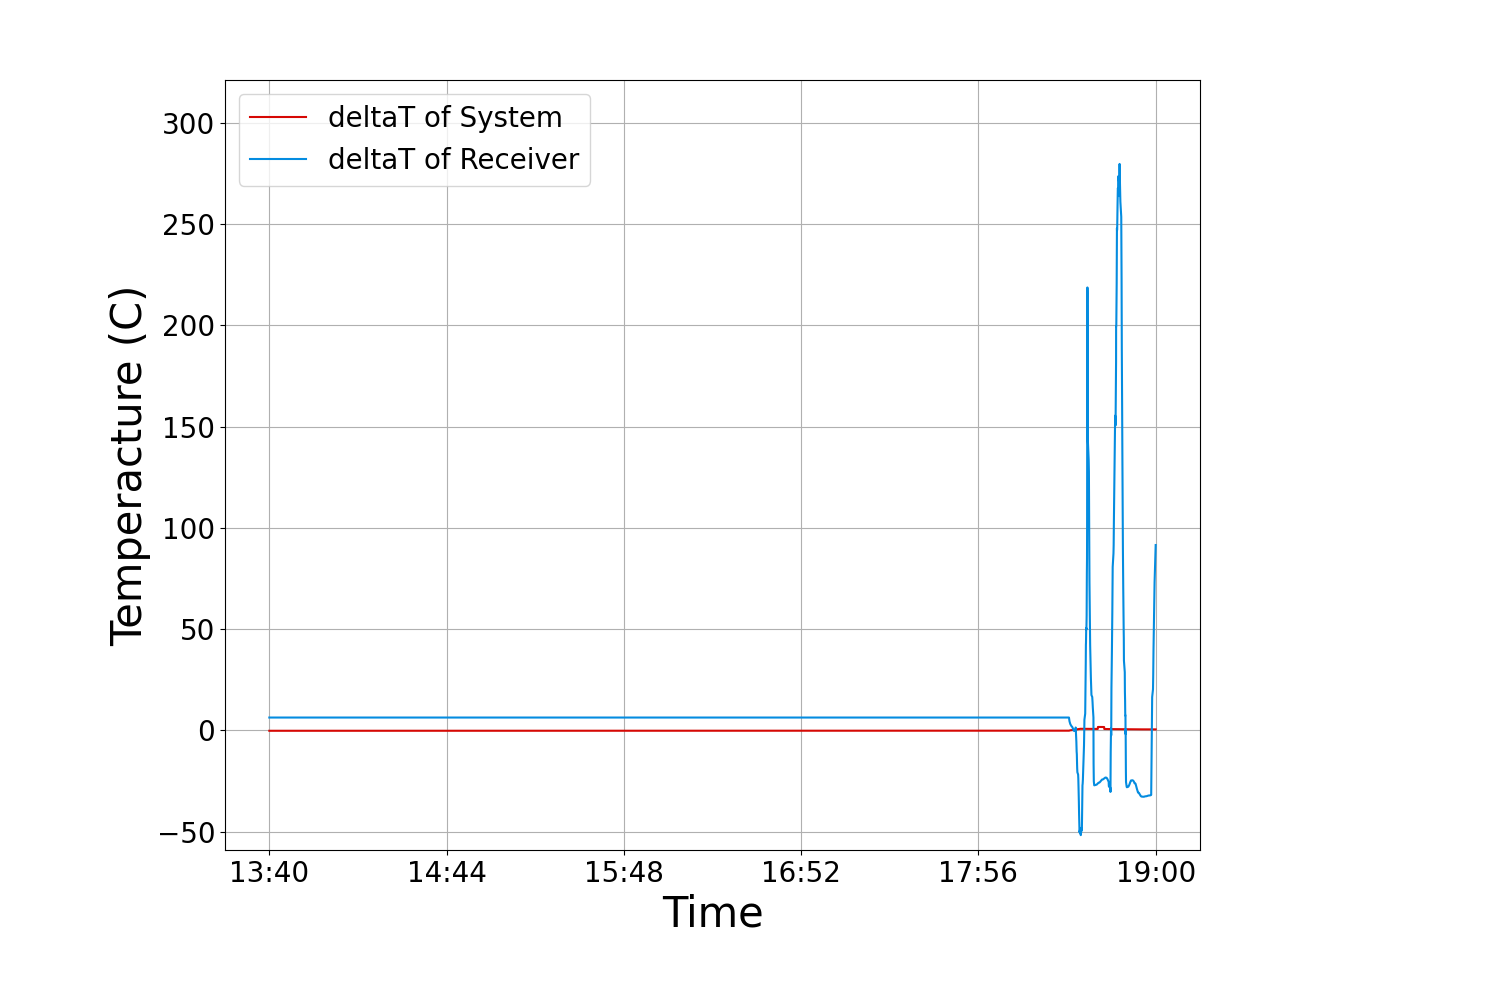 deltaT of System
deltaT of Receiver
Temperacture (C)
300
250
200
150
100
50
0
−50
13:40 14:44 15:48 16:52 17:56 19:00
Time